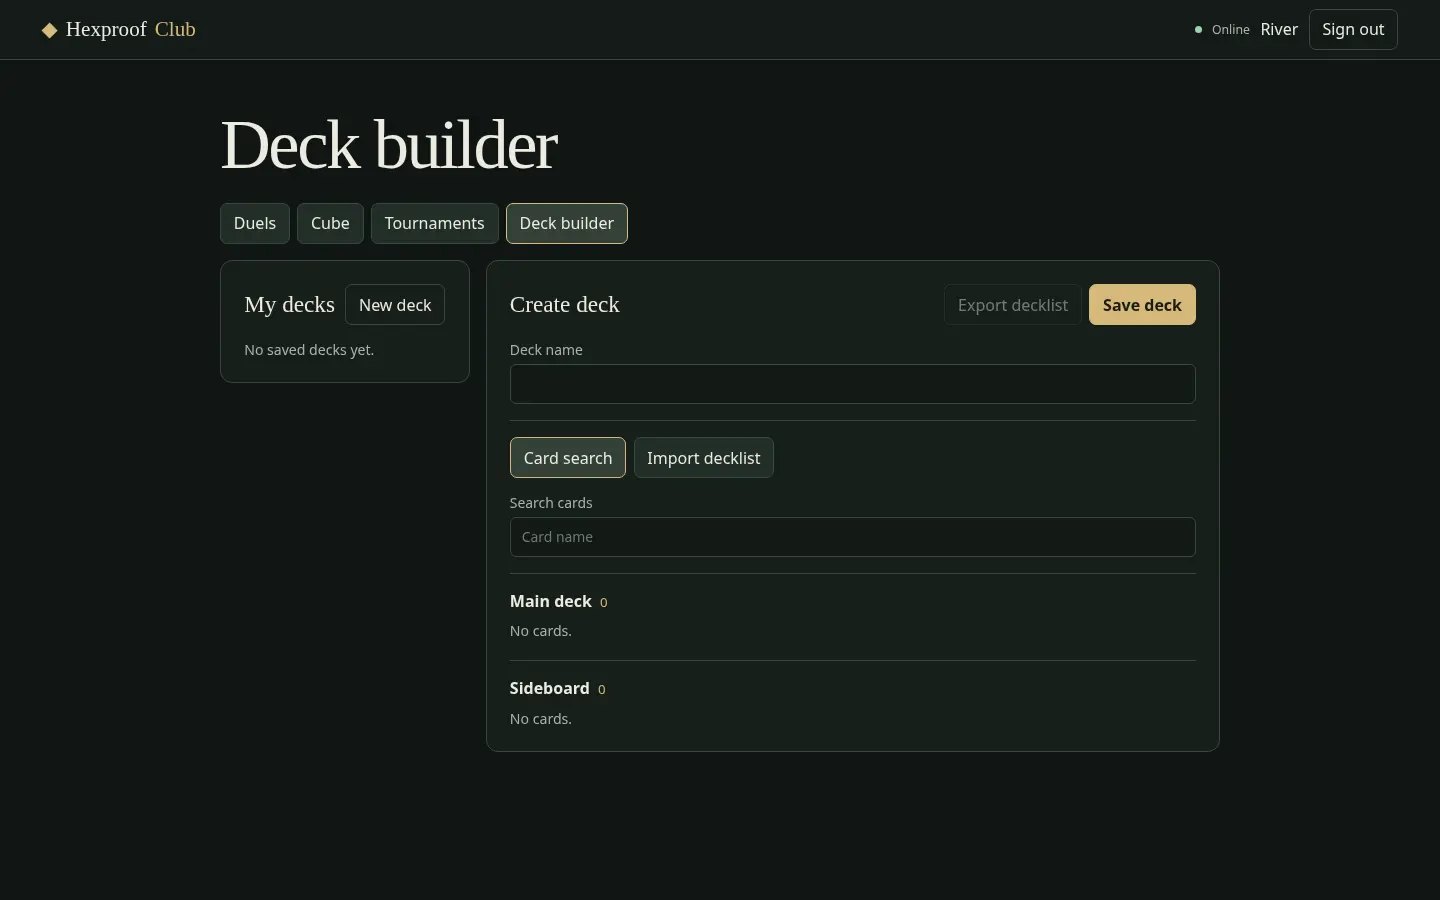 ◆ Hexproof Club
Online River Sign out
Deck builder
Duels Cube Tournaments Deck builder
My decks New deck
No saved decks yet.
Create deck Export decklist Save deck
Deck name
Card search Import decklist
Search cards
Card name
Main deck 0
No cards.
Sideboard 0
No cards.